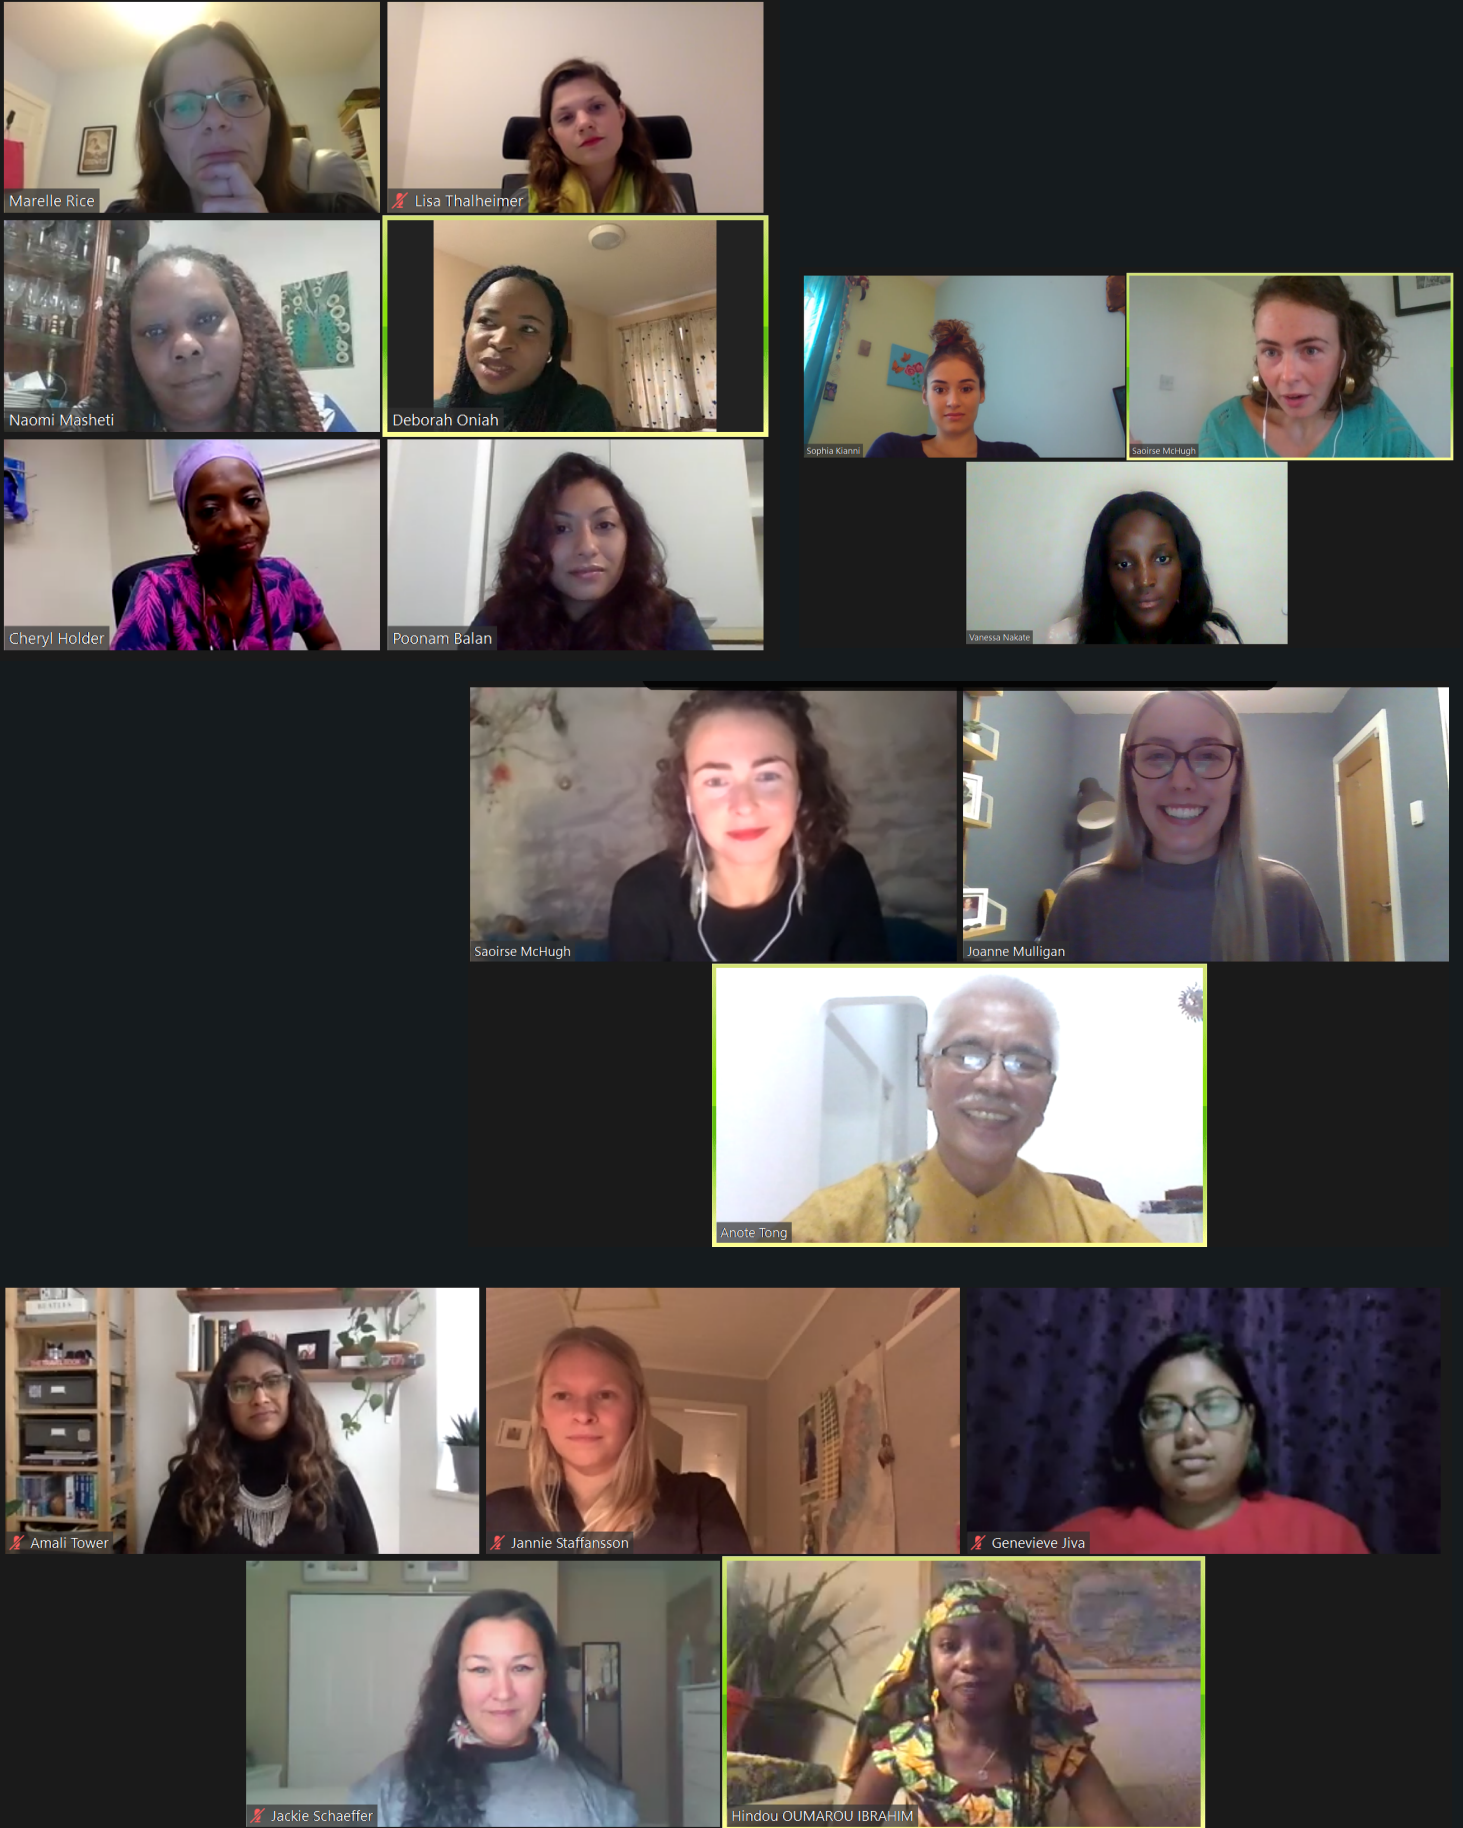 Marelle Rice
Lisa Thalheimer
Naomi Masheti
Deborah Oniah
Sophia Kianni
Saoirse McHugh
Cheryl Holder
Poonam Balan
Vanessa Nakate
Saoirse McHugh
Joanne Mulligan
Anote Tong
Amali Tower
Jannie Staffansson
Genevieve Jiva
Jackie Schaeffer
Hindou OUMAROU IBRAHIM